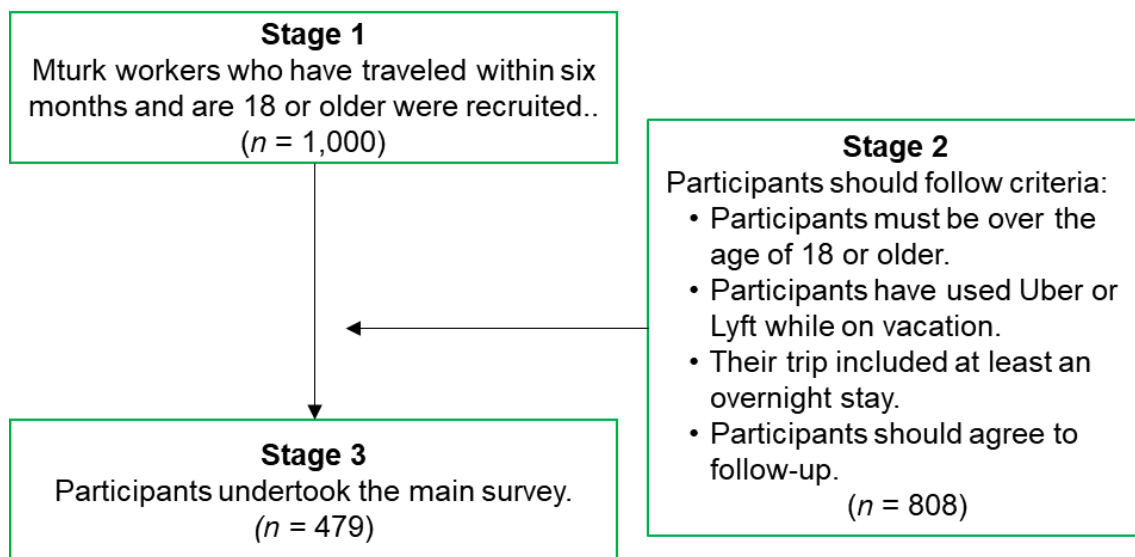 Stage 1
Mturk workers who have traveled within six
months and are 18 or older were recruited..
(n = 1,000)
Stage 2
Participants should follow criteria:
• Participants must be over the
age of 18 or older.
• Participants have used Uber or
Lyft while on vacation.
• Their trip included at least an
overnight stay.
• Participants should agree to
follow-up.
(n = 808)
Stage 3
Participants undertook the main survey.
(n = 479)